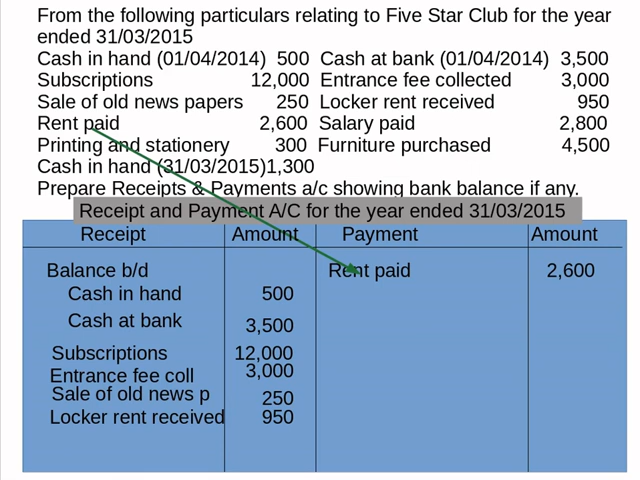 From the following particulars relating to Five Star Club for the year
ended 31/03/2015
Cash in hand (01/04/2014) 500 Cash at bank (01/04/2014) 3,500
Subscriptions 12,000 Entrance fee collected 3,000
Sale of old news papers 250 Locker rent received 950
Rent paid 2,600 Salary paid 2,800
Printing and stationery 300 Furniture purchased 4,500
Cash in hand (31/03/2015)1,300
Prepare Receipts & Payments a/c showing bank balance if any.
Receipt and Payment A/C for the year ended 31/03/2015
Receipt Amount Payment Amount
Balance b/d Rent paid 2,600
Cash in hand 500
Cash at bank 3,500
Subscriptions 12,000
Entrance fee coll 3,000
Sale of old news p 250
Locker rent received 950